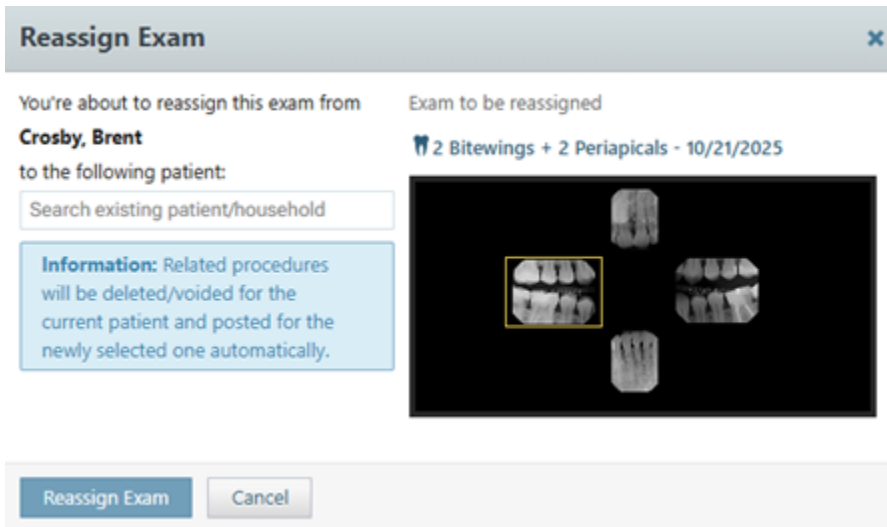 Reassign Exam
You're about to reassign this exam from
Crosby, Brent
to the following patient:
Search existing patient/household
Information: Related procedures
will be deleted/voided for the
current patient and posted for the
newly selected one automatically.
Exam to be reassigned
2 Bitewings + 2 Periapicals - 10/21/2025
Reassign Exam
Cancel